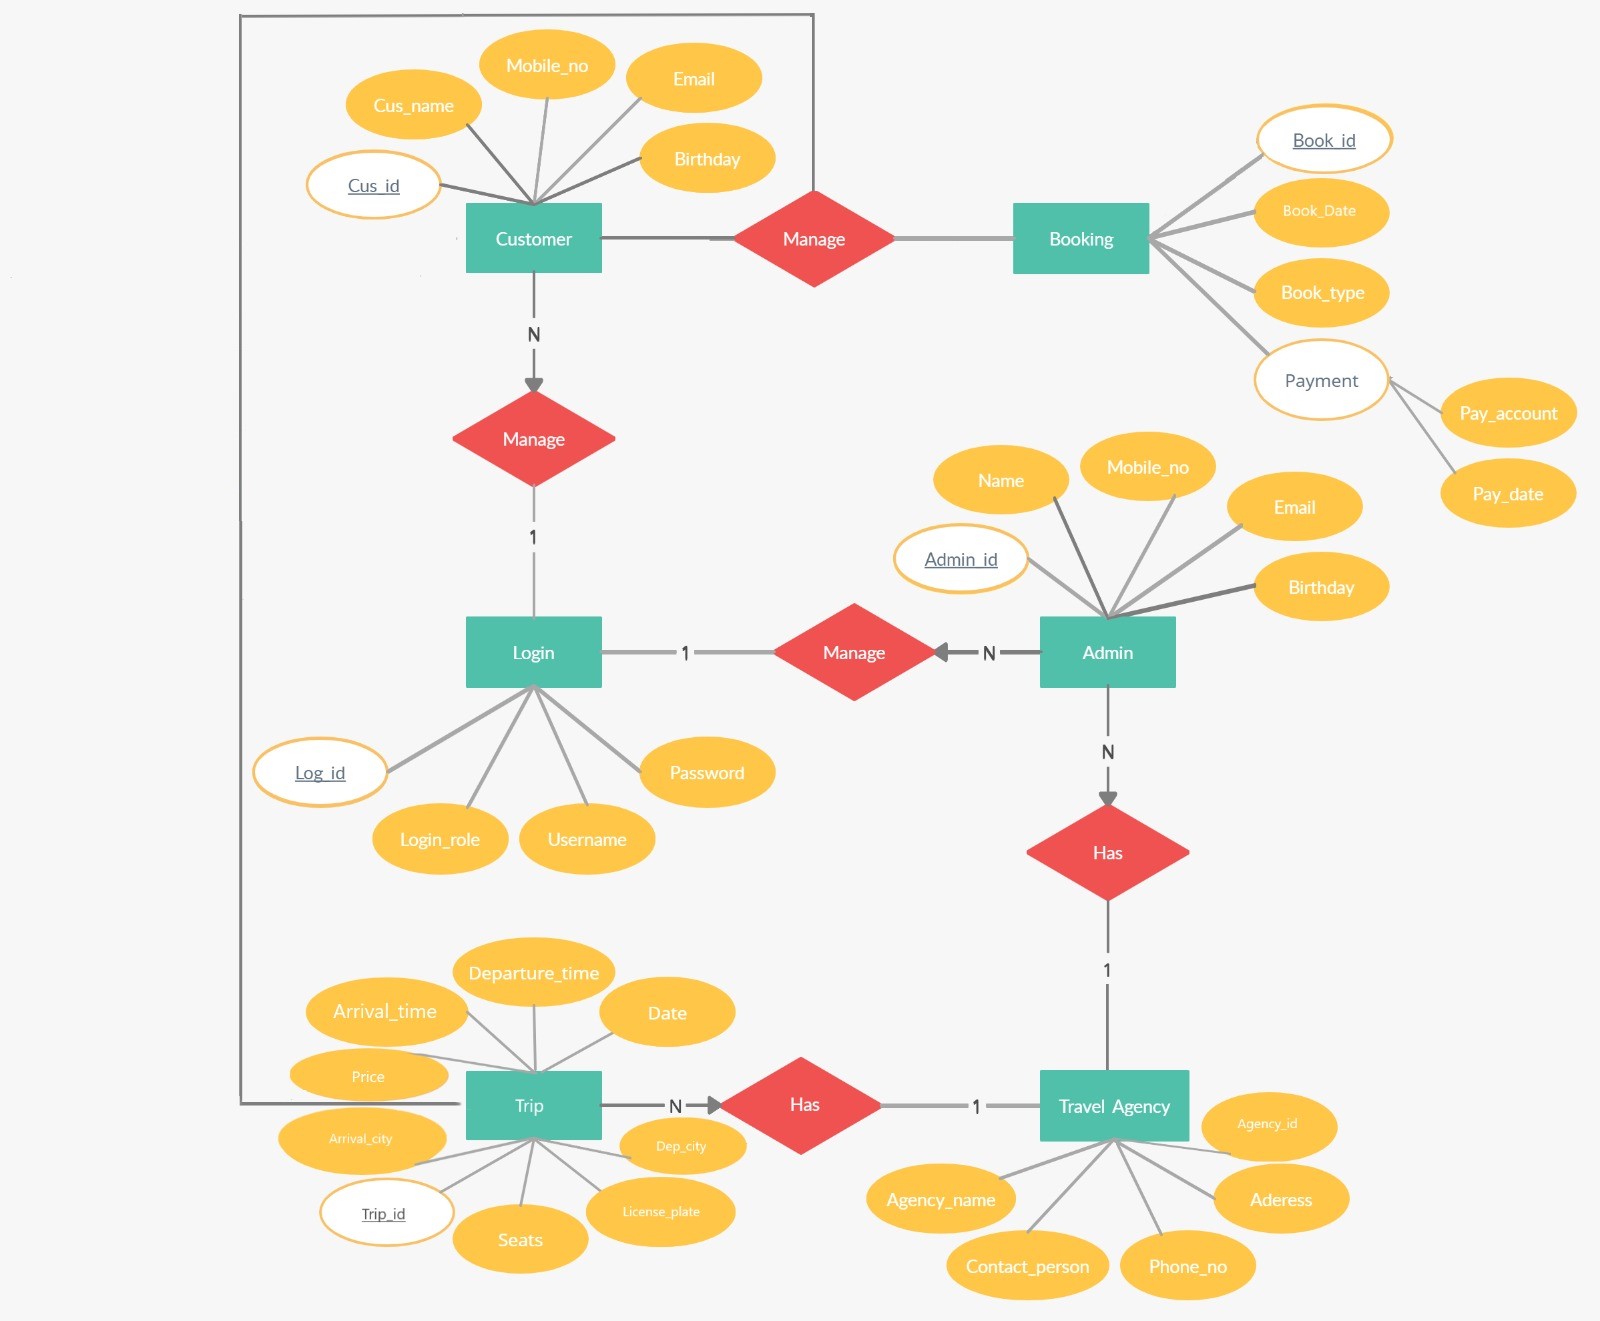 Mobile_no
Email
Cus_name
Birthday
Cus_id
Customer
Manage
Booking
Book_id
Book_Date
Book_type
Payment
Pay_account
Pay_date
N
Manage
1
Name
Mobile_no
Email
Admin_id
Birthday
Login
1
Manage
N
Admin
Log_id
Login_role
Username
Password
N
Has
1
Departure_time
Arrival_time
Date
Price
Trip
N
Has
1
Travel Agency
Arrival_city
Dep_city
Trip_id
Seats
License_plate
Agency_id
Agency_name
Aderess
Contact_person
Phone_no